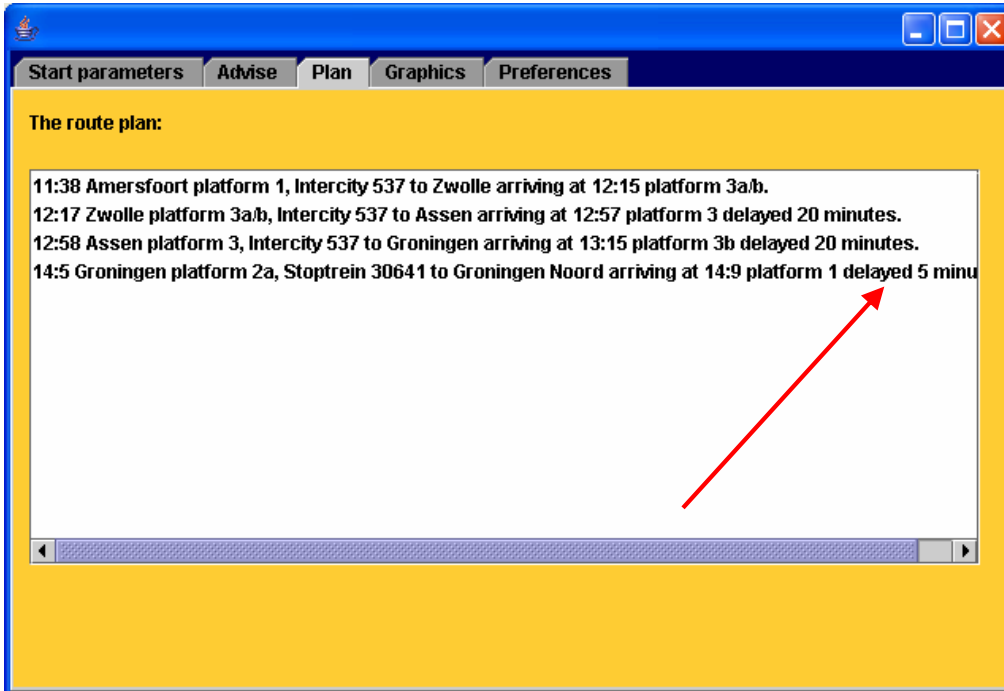 Start parameters Advise Plan Graphics Preferences
The route plan:
11:38 Amersfoort platform 1, Intercity 537 to Zwolle arriving at 12:15 platform 3a/b.
12:17 Zwolle platform 3a/b, Intercity 537 to Assen arriving at 12:57 platform 3 delayed 20 minutes.
12:58 Assen platform 3, Intercity 537 to Groningen arriving at 13:15 platform 3b delayed 20 minutes.
14:5 Groningen platform 2a, Stoptrein 30641 to Groningen Noord arriving at 14:9 platform 1 delayed 5 minu